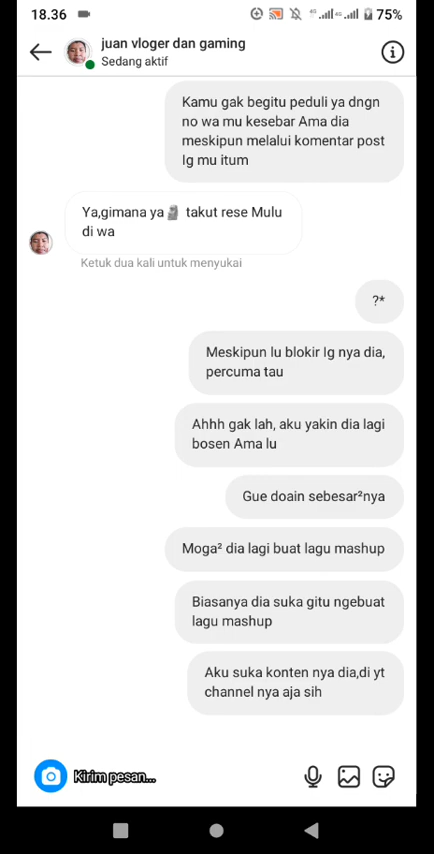 18.36
4G
4G
75%
juan vloger dan gaming
Sedang aktif
Kamu gak begitu peduli ya dngn
no wa mu kesebar Ama dia
meskipun melalui komentar post
Ig mu itum
Ya,gimana ya🗿 takut rese Mulu
di wa
Ketuk dua kali untuk menyukai
?*
Meskipun lu blokir Ig nya dia,
percuma tau
Ahhh gak lah, aku yakin dia lagi
bosen Ama lu
Gue doain sebesar²nya
Moga² dia lagi buat lagu mashup
Biasanya dia suka gitu ngebuat
lagu mashup
Aku suka konten nya dia,di yt
channel nya aja sih
Kirim pesan...